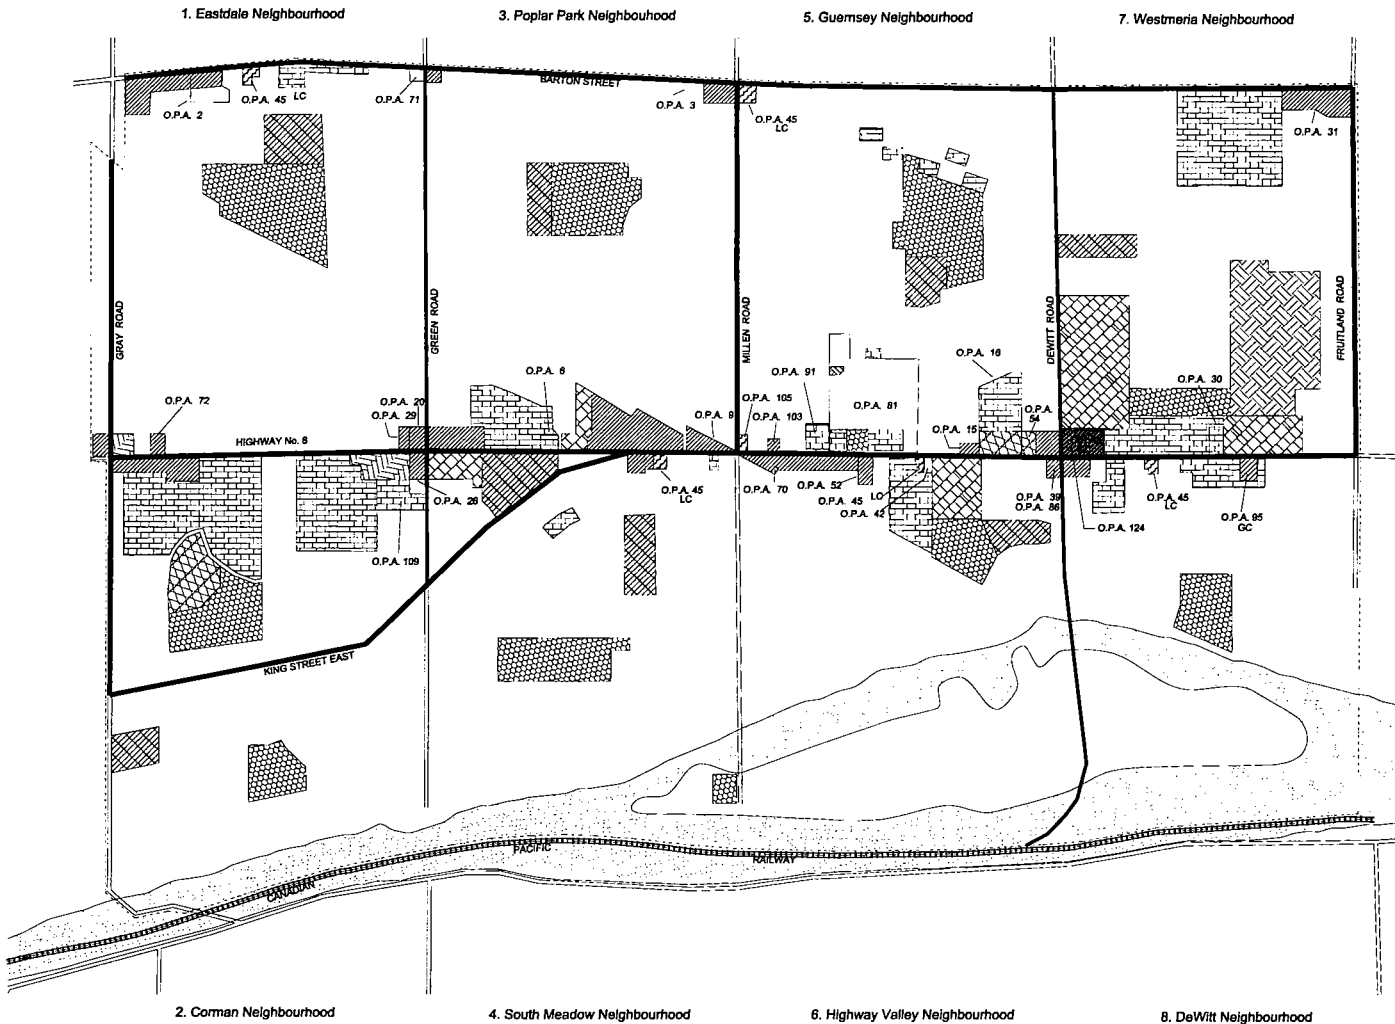 1. Eastdale Neighbourhood
3. Poplar Park Neighbouhood
5. Guernsey Neighbourhood
7. Westmeria Neighbourhood
BARTON STREET
O.P.A. 2
O.P.A. 45
LC
O.P.A. 71
O.P.A. 3
O.P.A. 45
LC
O.P.A. 31
GRAY ROAD
GREEN ROAD
MILLEN ROAD
DEWITT ROAD
FRUITLAND ROAD
O.P.A. 72
O.P.A. 20
O.P.A. 29
O.P.A. 6
O.P.A. 9
O.P.A. 105
O.P.A. 103
O.P.A. 91
O.P.A. 81
O.P.A. 16
O.P.A. 15
O.P.A.
54
O.P.A. 30
HIGHWAY No. 8
O.P.A. 28
O.P.A. 109
O.P.A. 45
LC
O.P.A. 70
O.P.A. 52
O.P.A. 45
LC
O.P.A. 42
LC
O.P.A. 39
O.P.A. 86
O.P.A. 124
O.P.A. 45
LC
O.P.A. 95
GC
KING STREET EAST
CANADIAN
PACIFIC
RAILWAY
2. Corman Neighbourhood
4. South Meadow Neighbourhood
6. Highway Valley Neighbourhood
8. DeWitt Neighbourhood